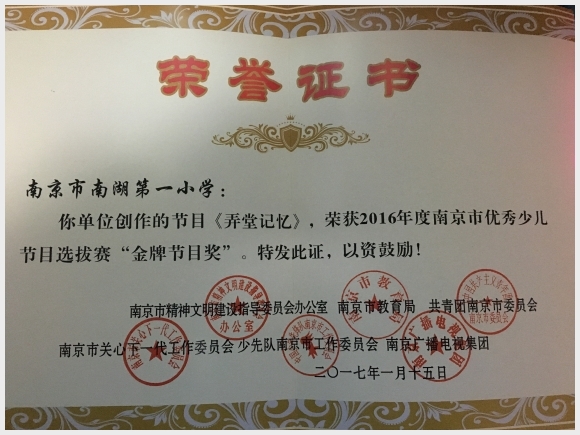 荣誉证书
南京市南湖第一小学：
你单位创作的节目《弄堂记忆》，荣获2016年度南京市优秀少儿
节目选拔赛“金牌节目奖”。特发此证，以资鼓励！
南京市精神文明建设指导委员会办公室 南京市教育局 共青团南京市委员会
南京市关心下一代工作委员会 少先队南京市工作委员会 南京广播电视集团
二〇一七年一月十五日